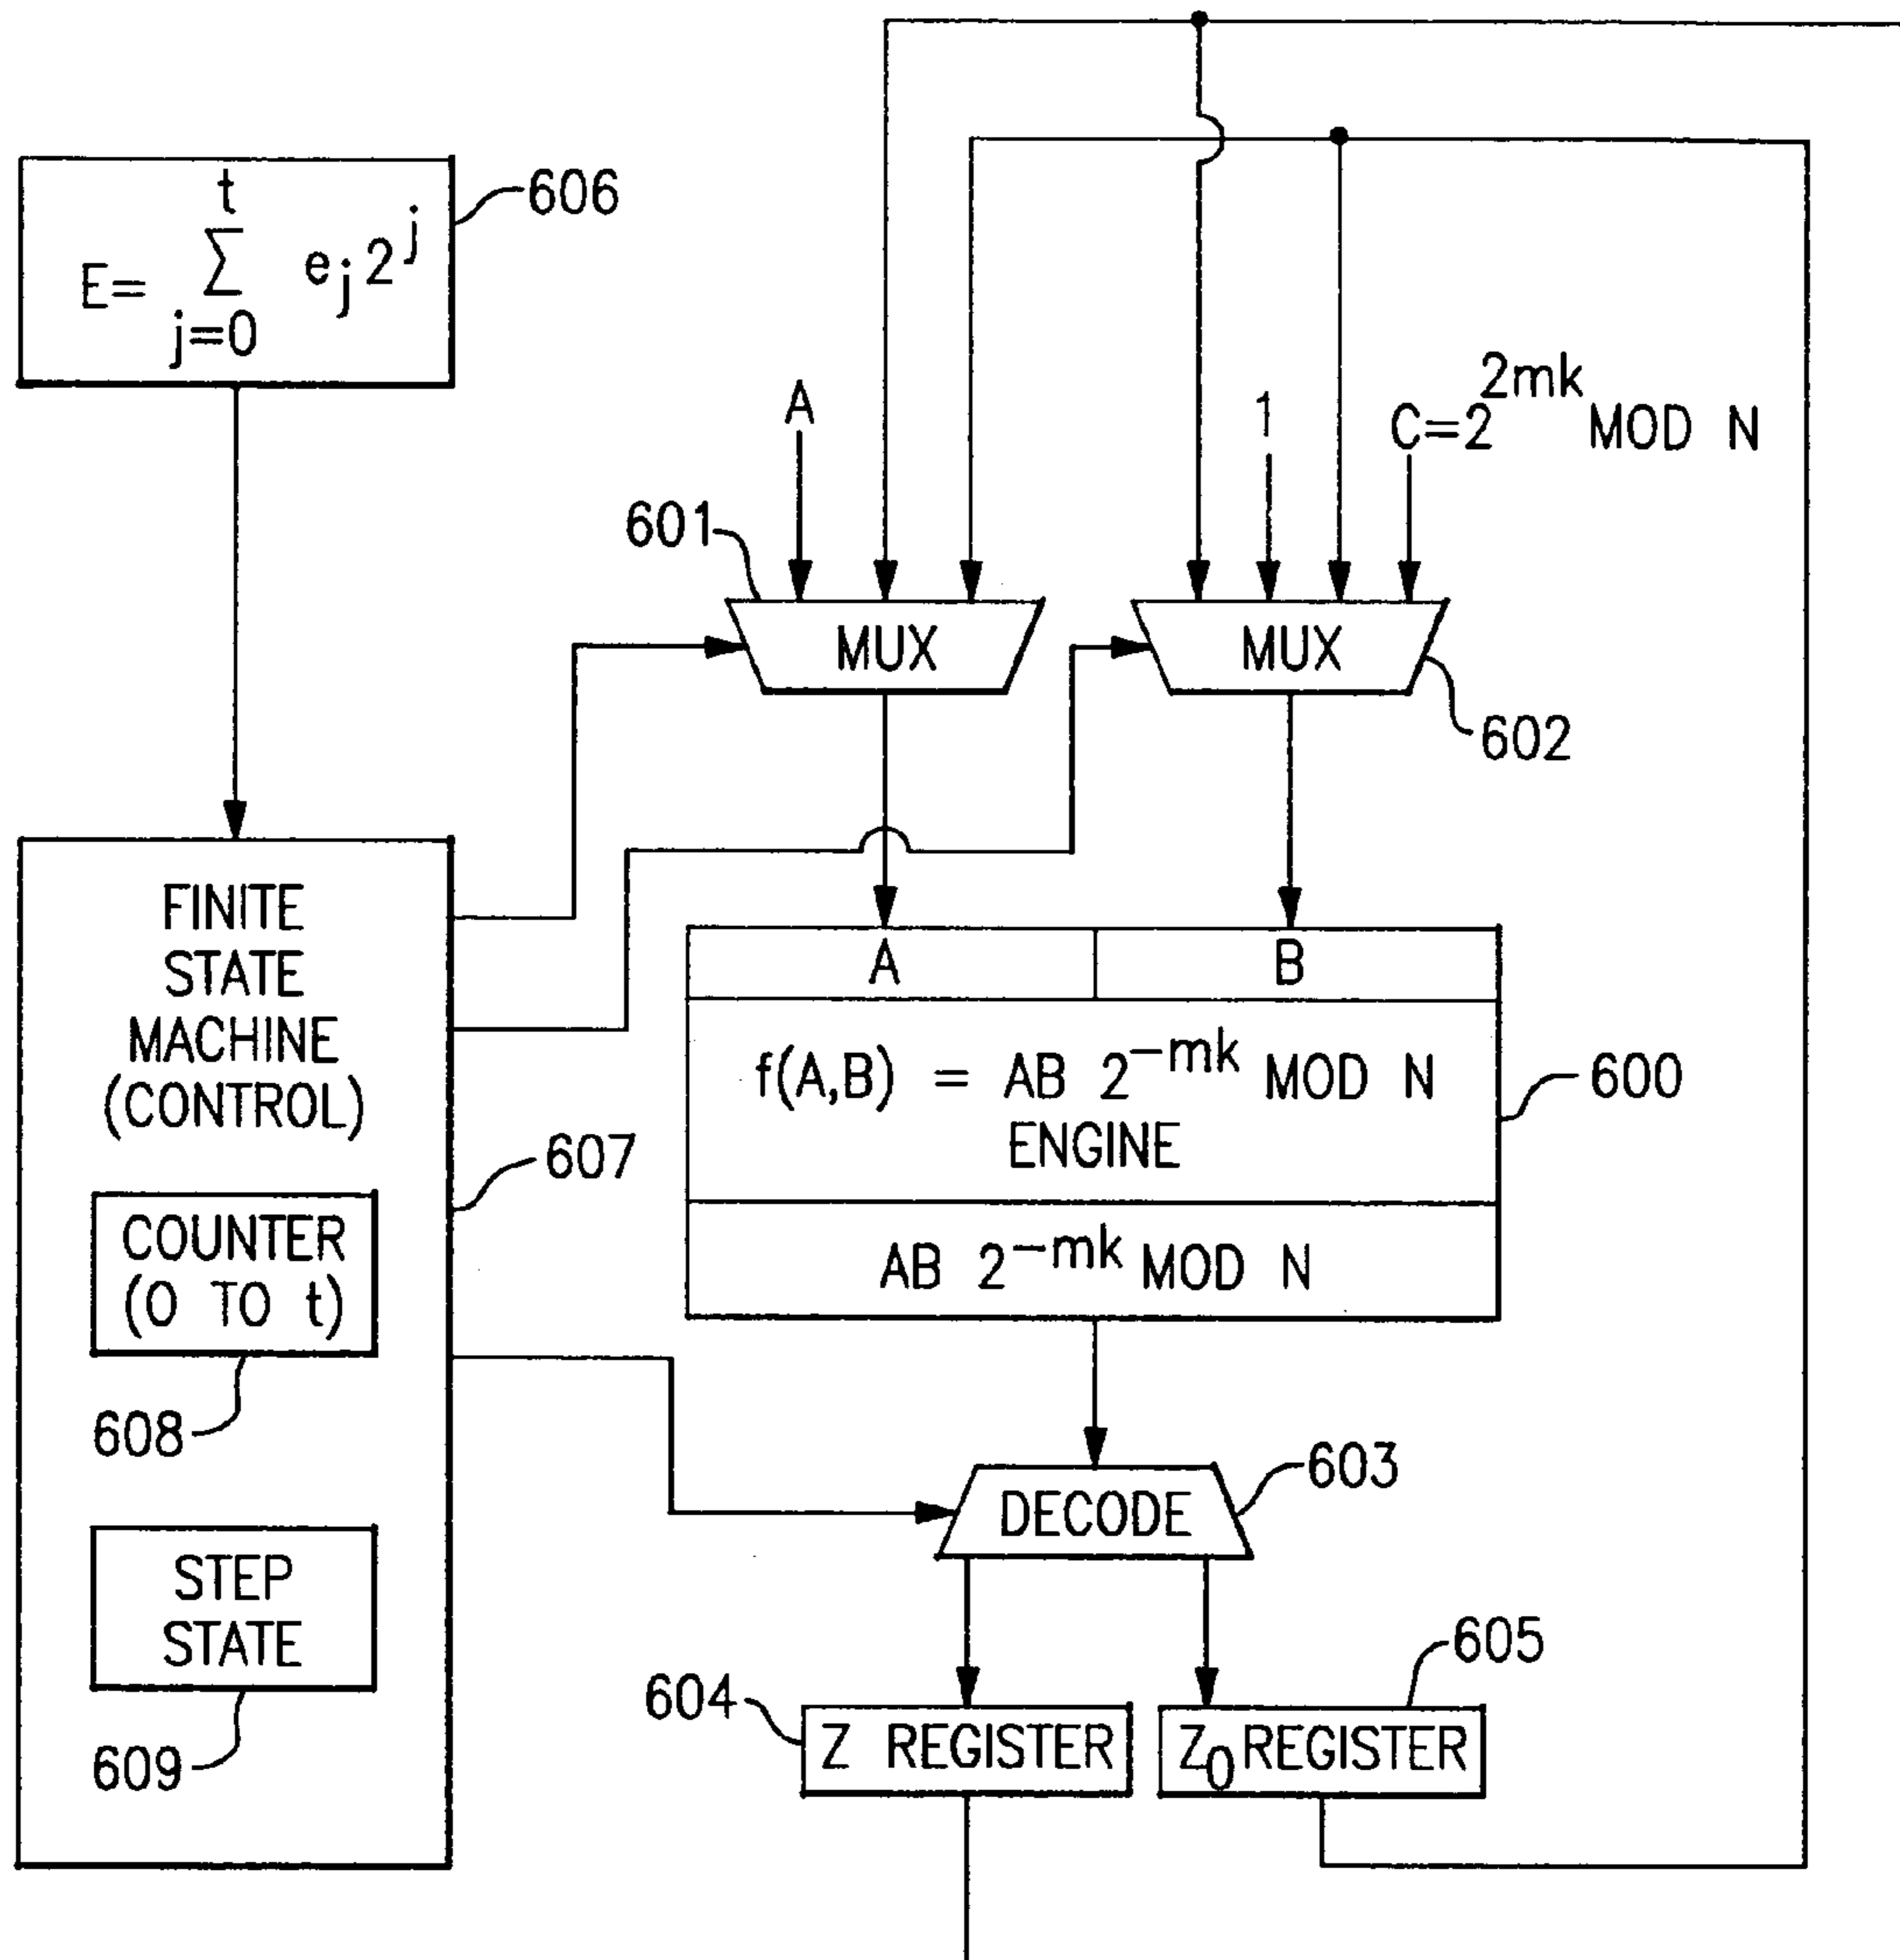 E= Σ e_j 2^j
t
j=0
606
A
1
C=2^2mk MOD N
601
MUX
MUX
602
FINITE
STATE
MACHINE
(CONTROL)
A
B
f(A,B) = AB 2^-mk MOD N
ENGINE
600
607
COUNTER
(0 TO t)
AB 2^-mk MOD N
608
603
DECODE
STEP
STATE
605
604
Z REGISTER
Z_0 REGISTER
609